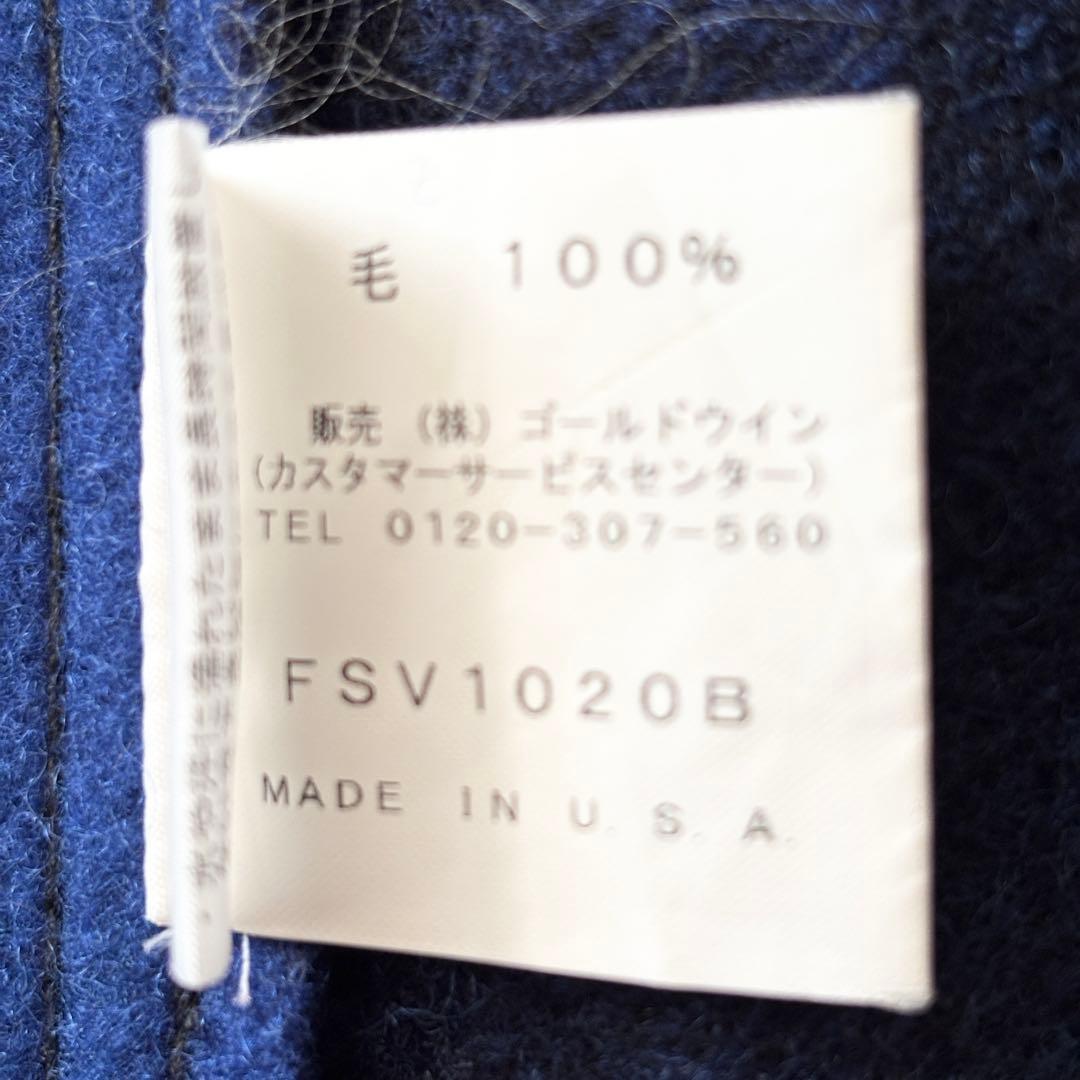 毛 100%
販売 (株) ゴールドウイン
(カスタマーサービスセンター)
TEL 0120-307-560
FSV1020B
MADE IN U.S.A.